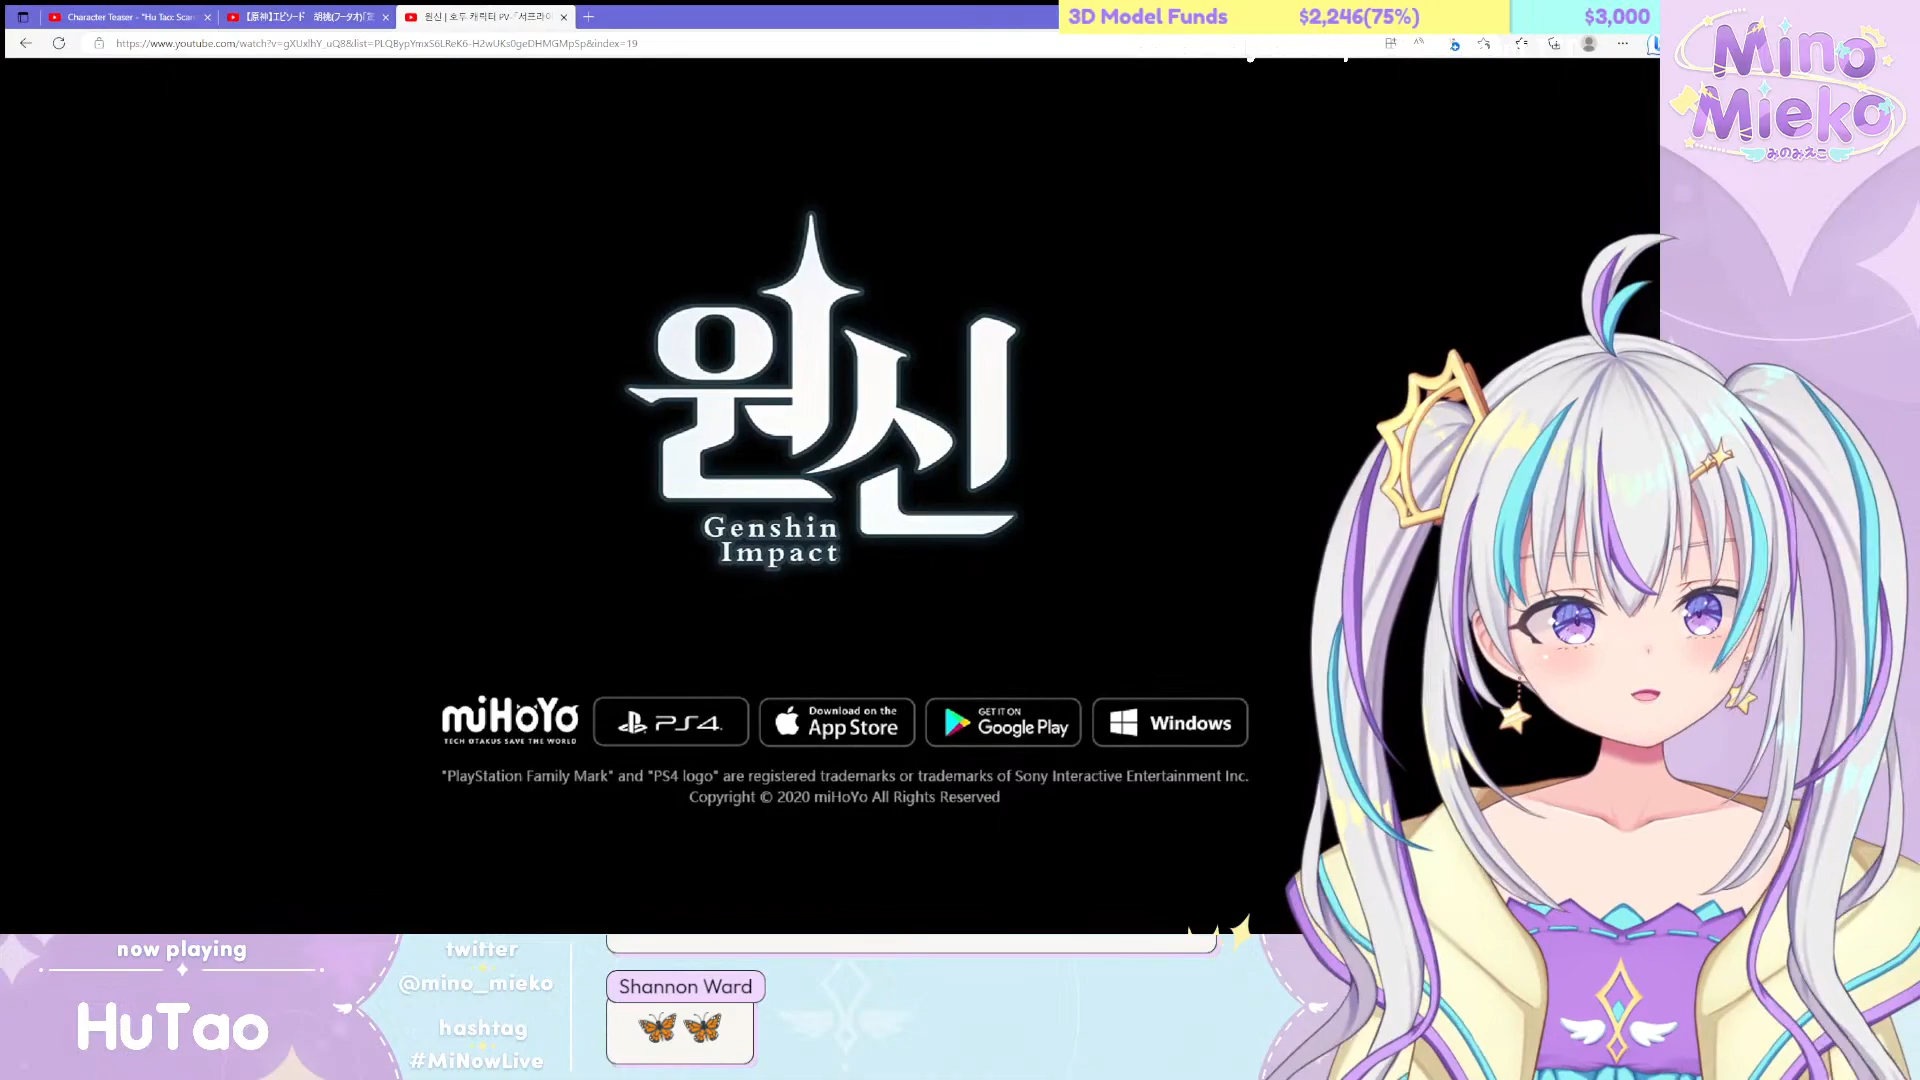 Character Teaser - "Hu Tao: Scar
【原神】エピソード 胡桃(フータオ)「
원신 | 호두 캐릭터 PV-「서프라이
3D Model Funds $2,246(75%) $3,000
https://www.youtube.com/watch?v=gXUxlhY_uQ8&list=PLQBypYmxS6LReK6-H2wUKs0geDHMGMpSp&index=19
Mino
Mieko
みのみえこ
원신
Genshin
Impact
miHoYo
TECH OTAKUS SAVE THE WORLD
PS4
Download on the
App Store
GET IT ON
Google Play
Windows
"PlayStation Family Mark" and "PS4 logo" are registered trademarks or trademarks of Sony Interactive Entertainment Inc.
Copyright © 2020 miHoYo All Rights Reserved
now playing
HuTao
twitter
@mino_mieko
hashtag
#MiNowLive
Shannon Ward